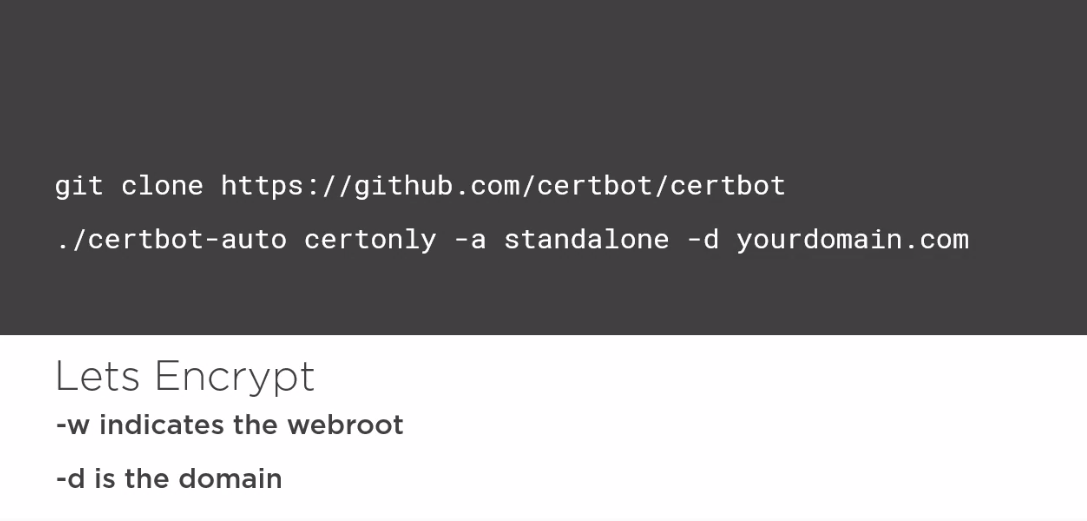 git clone https://github.com/certbot/certbot
./certbot-auto certonly -a standalone -d yourdomain.com
Lets Encrypt
-w indicates the webroot
-d is the domain